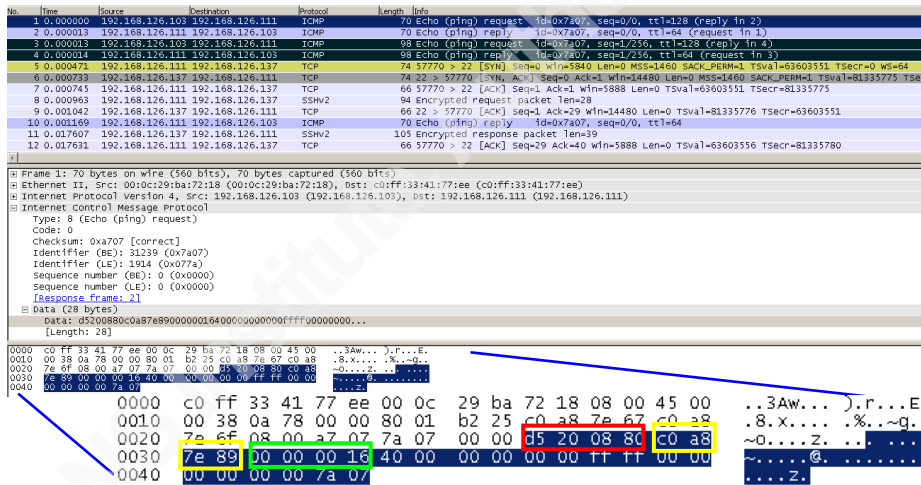 No. Time Source Destination Protocol Length Info
1 0.000000 192.168.126.103 192.168.126.111 ICMP 70 Echo (ping) request id=0x7a07, seq=0/0, ttl=128 (reply in 2)
2 0.000013 192.168.126.111 192.168.126.103 ICMP 70 Echo (ping) reply id=0x7a07, seq=0/0, ttl=64 (request in 1)
3 0.000013 192.168.126.103 192.168.126.111 ICMP 98 Echo (ping) request id=0x7a07, seq=1/256, ttl=128 (reply in 4)
4 0.000014 192.168.126.111 192.168.126.103 ICMP 98 Echo (ping) reply id=0x7a07, seq=1/256, ttl=64 (request in 3)
5 0.000471 192.168.126.111 192.168.126.137 TCP 74 57770 > 22 [SYN] Seq=0 Win=5840 Len=0 MSS=1460 SACK_PERM=1 TSval=63603551 TSecr=0 WS=64
6 0.000733 192.168.126.137 192.168.126.111 TCP 74 22 > 57770 [SYN, ACK] Seq=0 Ack=1 Win=14480 Len=0 MSS=1460 SACK_PERM=1 TSval=81335775 TSe
7 0.000745 192.168.126.111 192.168.126.137 TCP 66 57770 > 22 [ACK] Seq=1 Ack=1 Win=5888 Len=0 TSval=63603551 TSecr=81335775
8 0.000963 192.168.126.111 192.168.126.137 SSHv2 94 Encrypted request packet len=28
9 0.001042 192.168.126.137 192.168.126.111 TCP 66 22 > 57770 [ACK] Seq=1 Ack=29 Win=14480 Len=0 TSval=81335776 TSecr=63603551
10 0.001169 192.168.126.111 192.168.126.103 ICMP 70 Echo (ping) reply id=0x7a07, seq=0/0, ttl=64
11 0.017607 192.168.126.137 192.168.126.111 SSHv2 105 Encrypted response packet len=39
12 0.017631 192.168.126.111 192.168.126.137 TCP 66 57770 > 22 [ACK] Seq=29 Ack=40 Win=5888 Len=0 TSval=63603556 TSecr=81335780
Frame 1: 70 bytes on wire (560 bits), 70 bytes captured (560 bits)
Ethernet II, Src: 00:0c:29:ba:72:18 (00:0c:29:ba:72:18), Dst: c0:ff:33:41:77:ee (c0:ff:33:41:77:ee)
Internet Protocol Version 4, Src: 192.168.126.103 (192.168.126.103), Dst: 192.168.126.111 (192.168.126.111)
Internet Control Message Protocol
Type: 8 (Echo (ping) request)
Code: 0
Checksum: 0xa707 [correct]
Identifier (BE): 31239 (0x7a07)
Identifier (LE): 1914 (0x077a)
Sequence number (BE): 0 (0x0000)
Sequence number (LE): 0 (0x0000)
[Response frame: 2]
Data (28 bytes)
Data: d5200880c0a87e89000000164000000000000ffff00000000...
[Length: 28]
0000 c0 ff 33 41 77 ee 00 0c 29 ba 72 18 08 00 45 00 ..3Aw... ).r...E.
0010 00 38 0a 78 00 00 80 01 b2 25 c0 a8 7e 67 c0 a8 .8.x.... .%..~g..
0020 7e 6f 08 00 a7 07 7a 07 00 00 d5 20 08 80 c0 a8 ~o....z. ... ....
0030 7e 89 00 00 00 16 40 00 00 00 00 00 ff ff 00 00 ~.....@. ........
0040 00 00 00 00 7a 07 ....z.
0000 c0 ff 33 41 77 ee 00 0c 29 ba 72 18 08 00 45 00 ..3Aw... ).r...E
0010 00 38 0a 78 00 00 80 01 b2 25 c0 a8 7e 67 c0 a8 .8.x.... .%..~g.
0020 7e 6f 08 00 a7 07 7a 07 00 00 d5 20 08 80 c0 a8 ~o....z. ... ...
0030 7e 89 00 00 00 16 40 00 00 00 00 00 ff ff 00 00 ~.....@. .......
0040 00 00 00 00 7a 07 ....z.